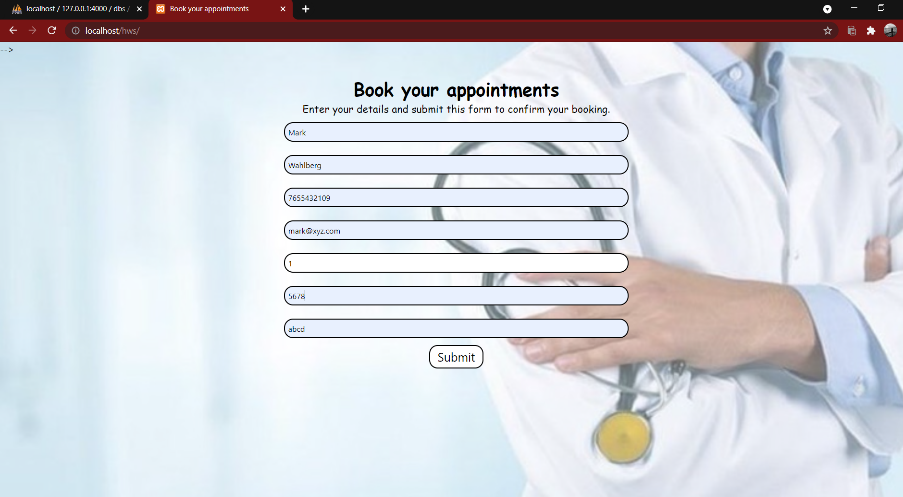 localhost / 127.0.0.1:4000 / dbs /
Book your appointments
localhost/hws/
-->
Book your appointments
Enter your details and submit this form to confirm your booking.
Mark
Wahlberg
7655432109
mark@xyz.com
1
5678
abcd
Submit